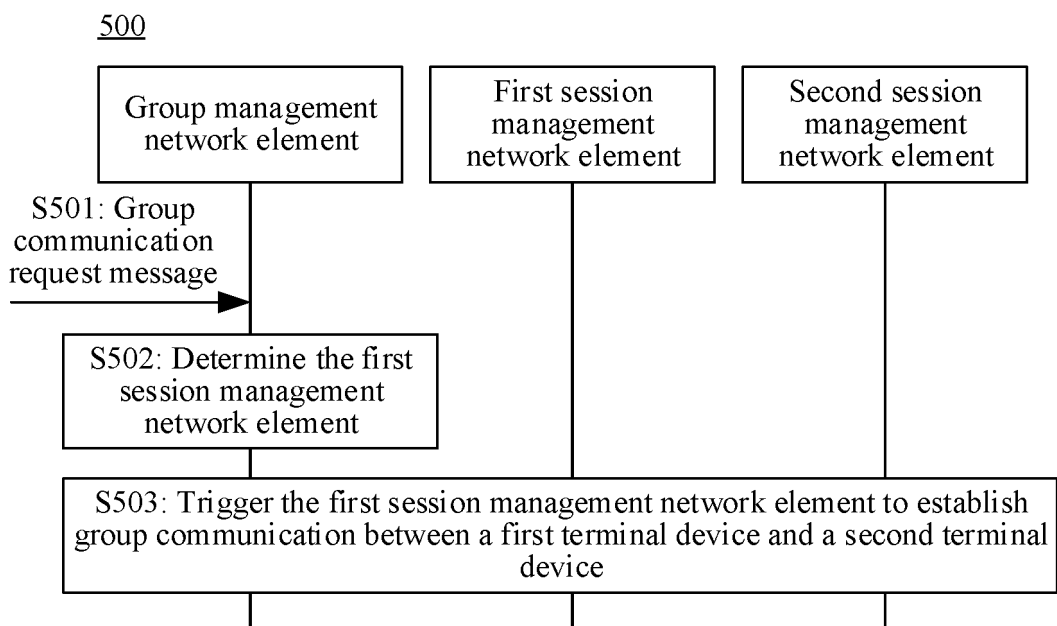 500
Group management
network element
First session
management
network element
Second session
management
network element
S501: Group
communication
request message
S502: Determine the first
session management
network element
S503: Trigger the first session management network element to establish
group communication between a first terminal device and a second terminal
device